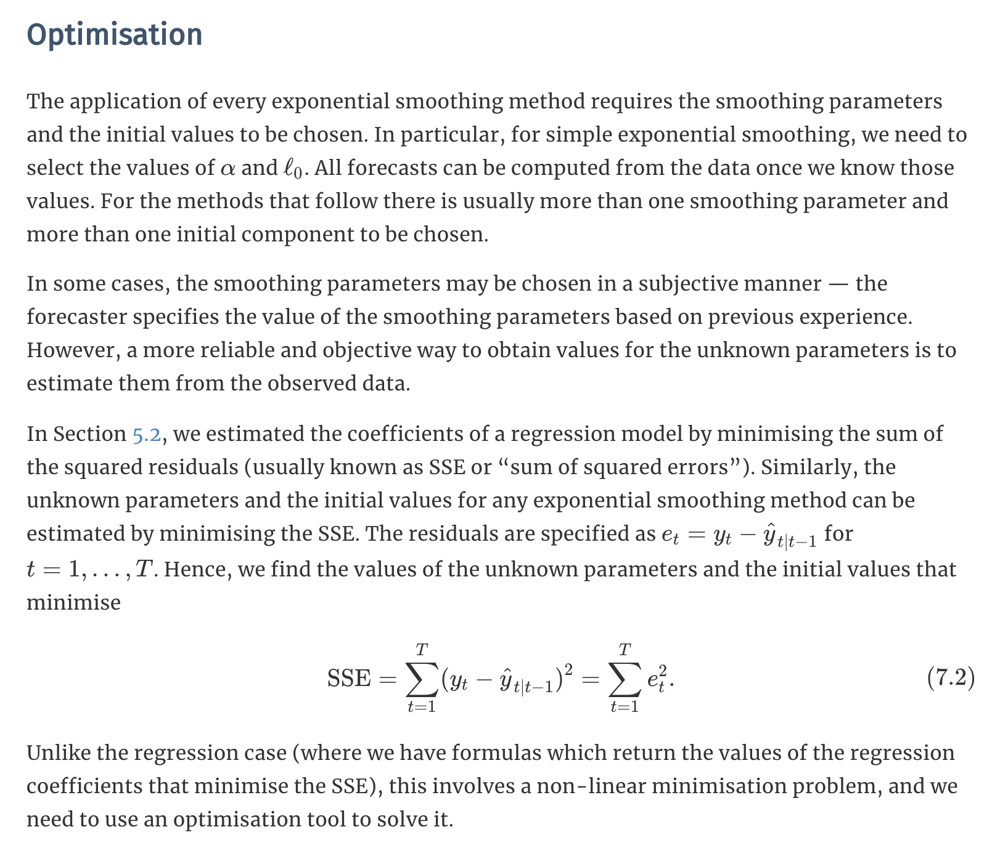 Optimisation
The application of every exponential smoothing method requires the smoothing parameters
and the initial values to be chosen. In particular, for simple exponential smoothing, we need to
select the values of α and ℓ₀. All forecasts can be computed from the data once we know those
values. For the methods that follow there is usually more than one smoothing parameter and
more than one initial component to be chosen.
In some cases, the smoothing parameters may be chosen in a subjective manner — the
forecaster specifies the value of the smoothing parameters based on previous experience.
However, a more reliable and objective way to obtain values for the unknown parameters is to
estimate them from the observed data.
In Section 5.2, we estimated the coefficients of a regression model by minimising the sum of
the squared residuals (usually known as SSE or “sum of squared errors”). Similarly, the
unknown parameters and the initial values for any exponential smoothing method can be
estimated by minimising the SSE. The residuals are specified as e_t = y_t − ŷ_{t|t−1} for
t = 1, . . . , T. Hence, we find the values of the unknown parameters and the initial values that
minimise
SSE = ∑_{t=1}^{T} (y_t − ŷ_{t|t−1})² = ∑_{t=1}^{T} e_t². (7.2)
Unlike the regression case (where we have formulas which return the values of the regression
coefficients that minimise the SSE), this involves a non-linear minimisation problem, and we
need to use an optimisation tool to solve it.